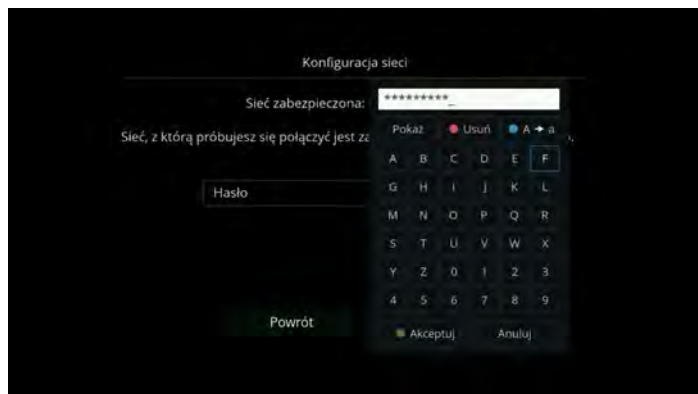 Konfiguracja sieci
Sieć zabezpieczona:
*********_
Pokaż Usuń A → a
Sieć, z którą próbujesz się połączyć jest za
A B C D E F
G H I J K L
Hasło
M N O P Q R
S T U V W X
Y Z 0 1 2 3
4 5 6 7 8 9
Powrót
Akceptuj Anuluj